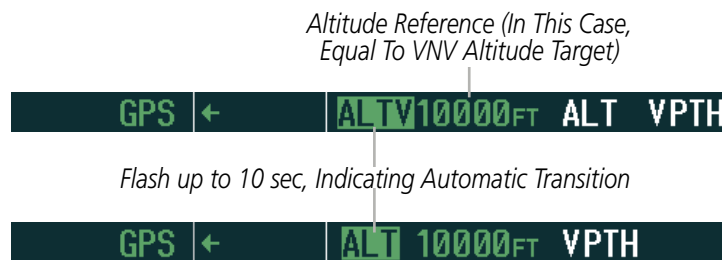 Altitude Reference (In This Case,
Equal To VNV Altitude Target)
GPS ← ALTV 10000FT ALT VPTH
Flash up to 10 sec, Indicating Automatic Transition
GPS ← ALT 10000FT VPTH